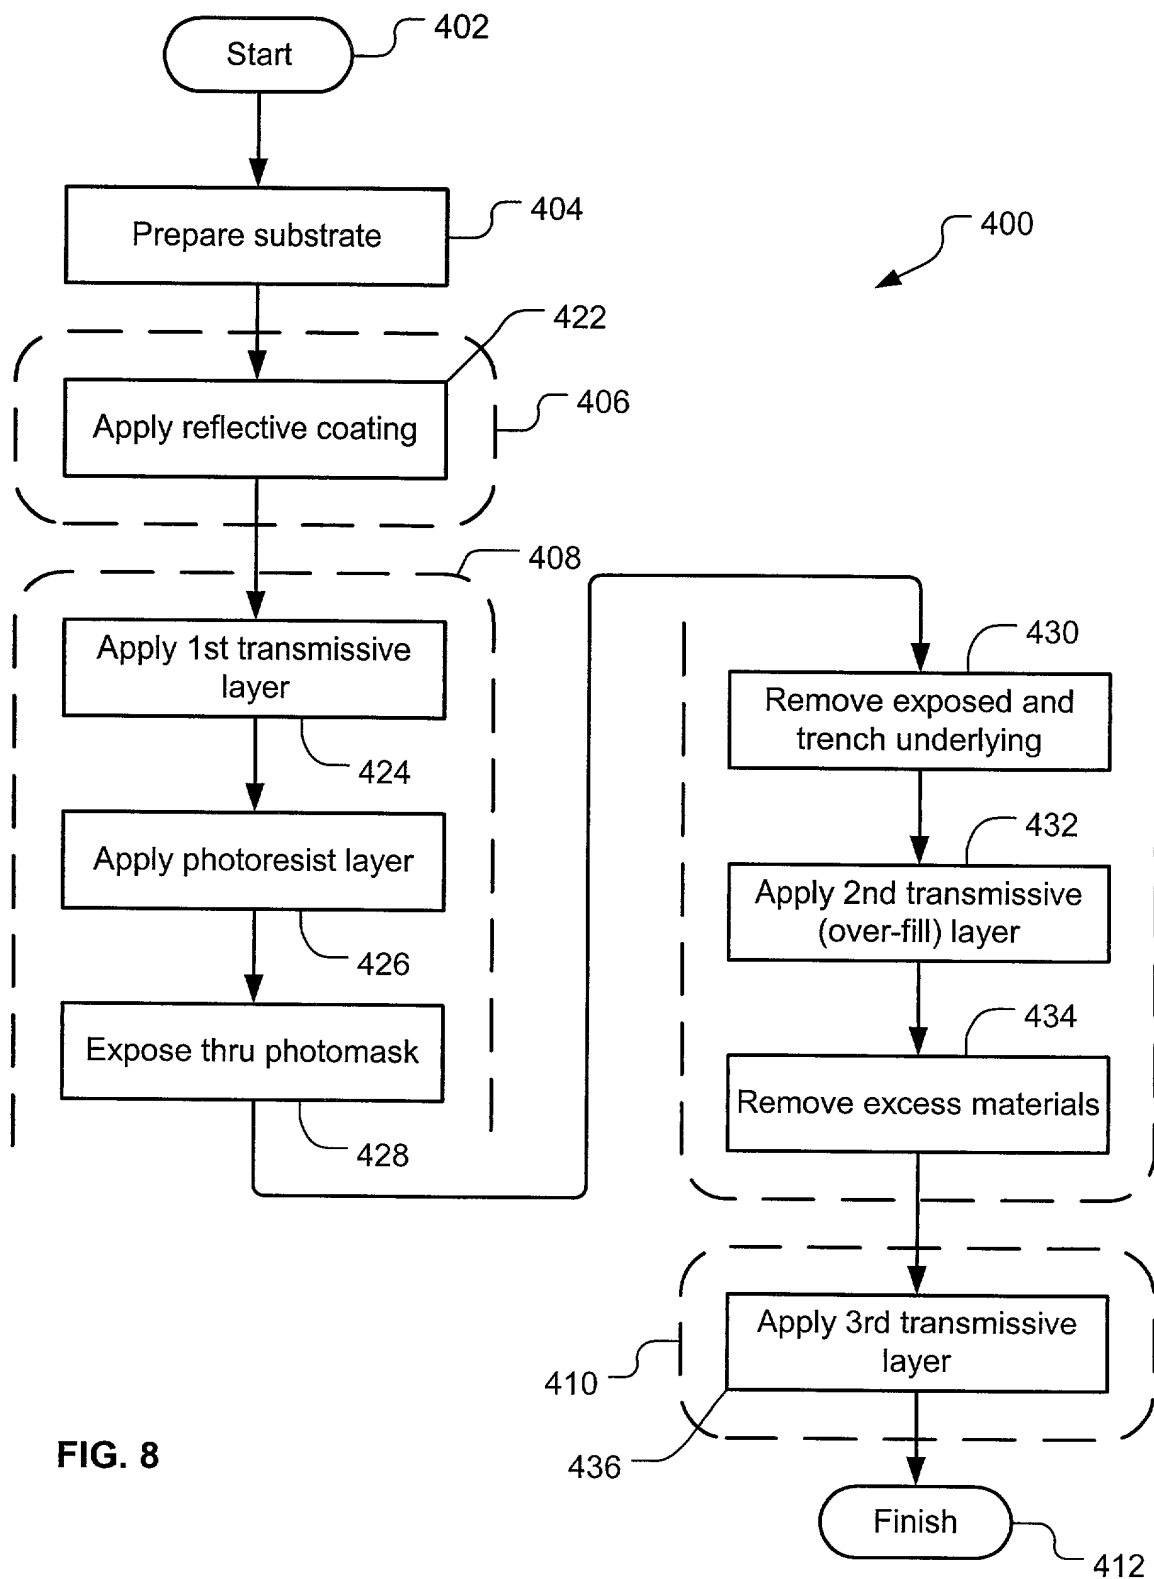 Start
402
Prepare substrate
404
400
422
Apply reflective coating
406
408
Apply 1st transmissive
layer
424
Apply photoresist layer
426
Expose thru photomask
428
430
Remove exposed and
trench underlying
432
Apply 2nd transmissive
(over-fill) layer
434
Remove excess materials
Apply 3rd transmissive
layer
410
436
Finish
412
FIG. 8